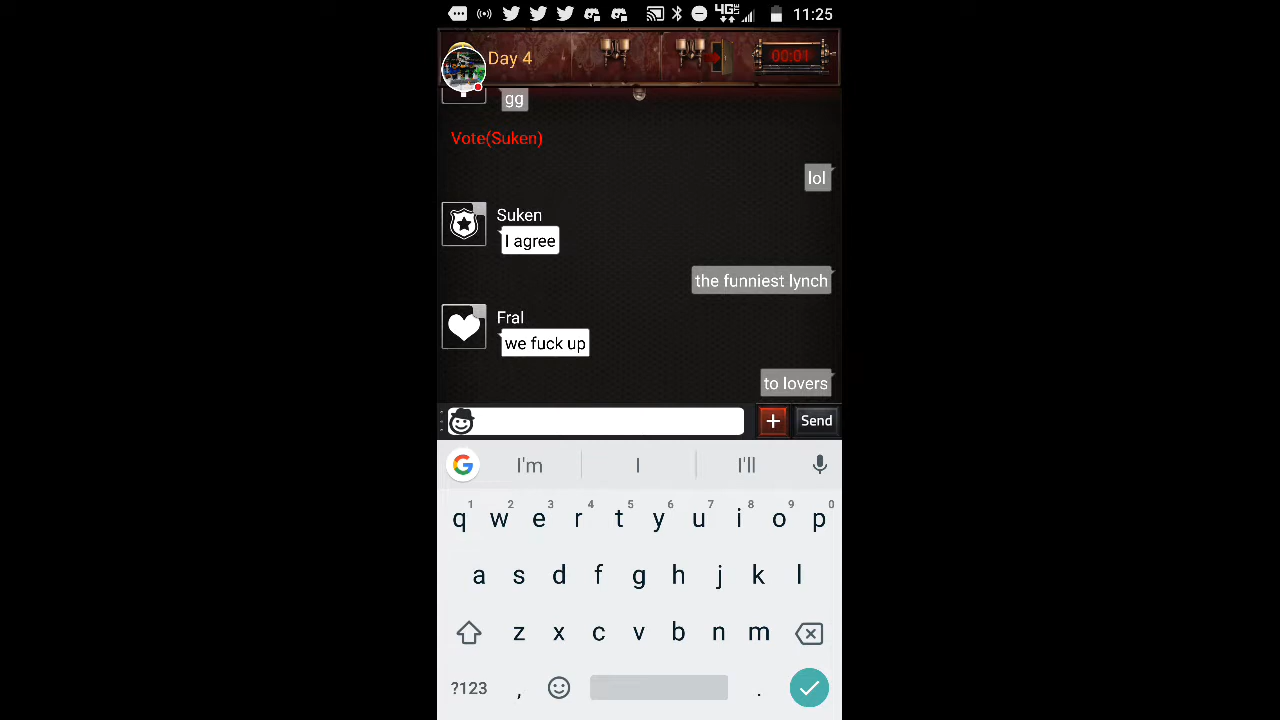 11:25
Day 4
00:01
gg
Vote(Suken)
lol
Suken
I agree
the funniest lynch
Fral
we fuck up
to lovers
+ Send
G I'm I I'll
1 2 3 4 5 6 7 8 9 0
q w e r t y u i o p
a s d f g h j k l
z x c v b n m
?123 , .